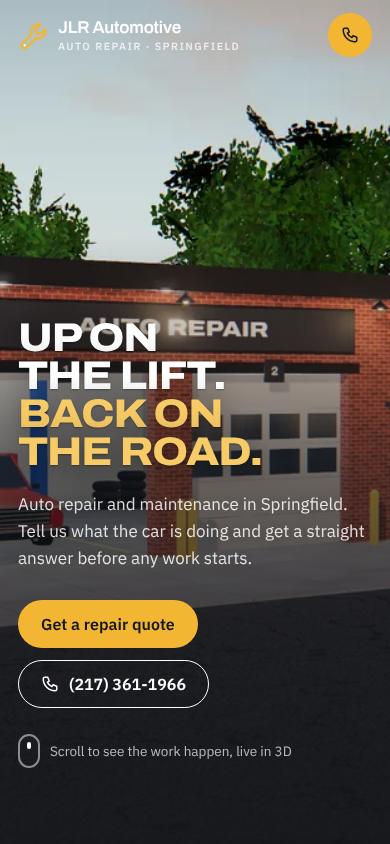 JLR Automotive
AUTO REPAIR · SPRINGFIELD
AUTO REPAIR
UP ON
THE LIFT.
2
BACK ON
THE ROAD.
Auto repair and maintenance in Springfield.
Tell us what the car is doing and get a straight
answer before any work starts.
Get a repair quote
(217) 361-1966
Scroll to see the work happen, live in 3D